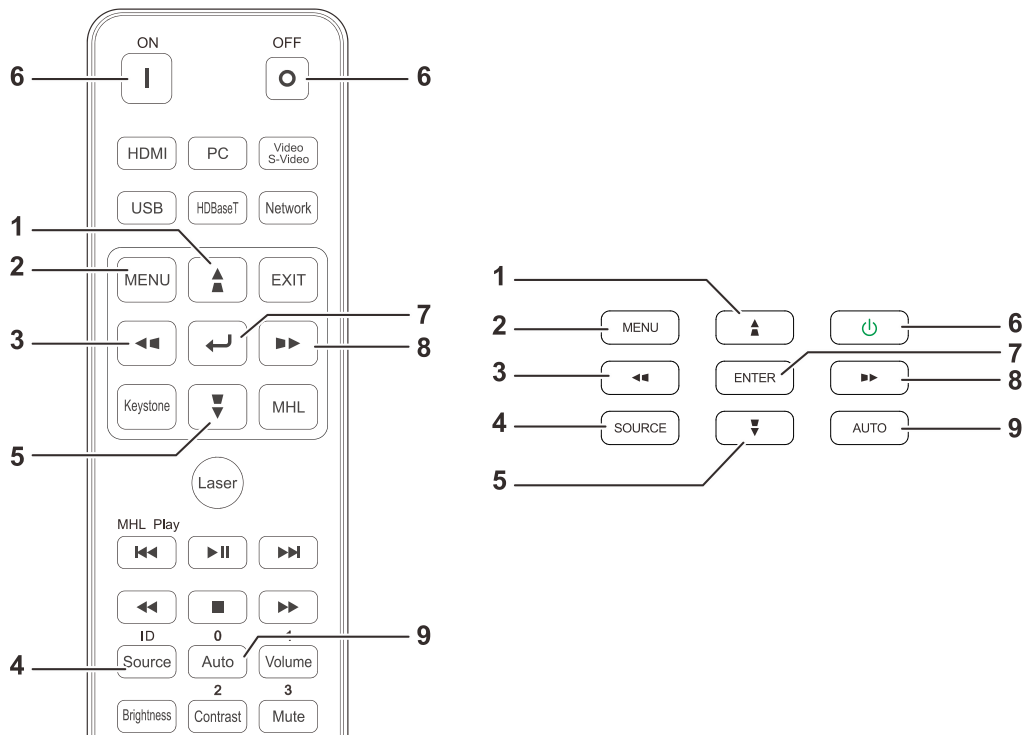 ON OFF
6 6
HDMI PC Video S-Video
USB HDBaseT Network
1
2 MENU EXIT
7
3 8
Keystone MHL
5
Laser
MHL Play
ID 0
9
4 Source Auto Volume
2 3
Brightness Contrast Mute
1
2 MENU 6
7
3 ENTER 8
4 SOURCE AUTO 9
5